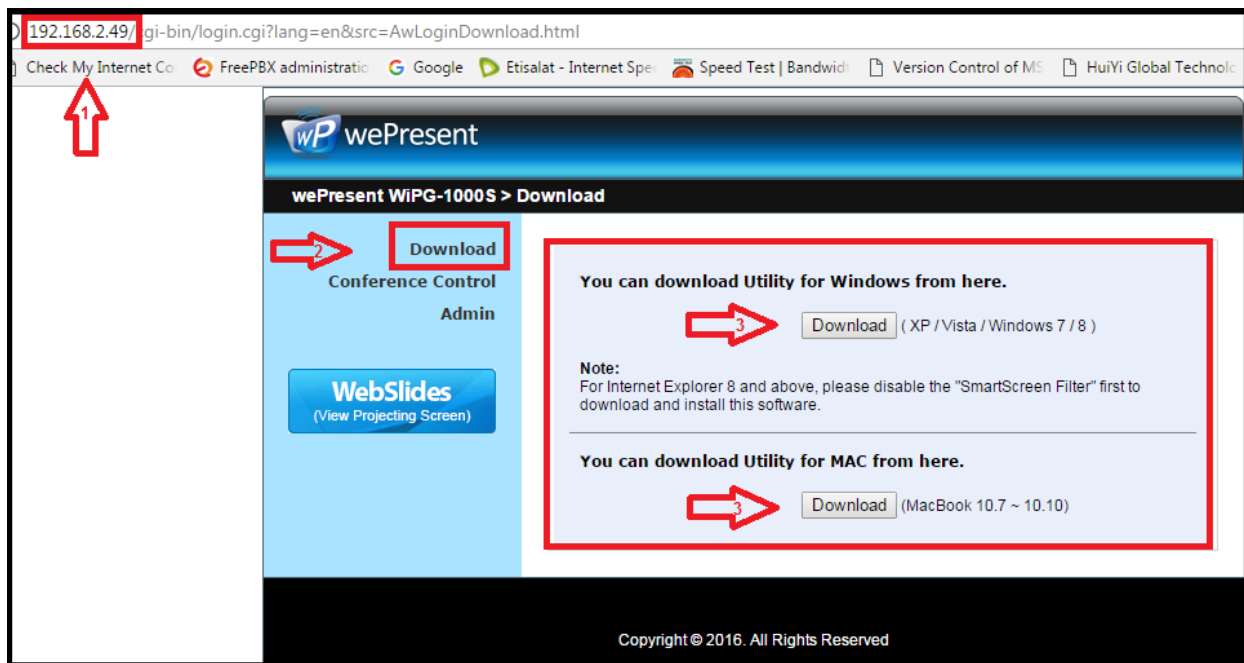 192.168.2.49/cgi-bin/login.cgi?lang=en&src=AwLoginDownload.html
Check My Internet Co FreePBX administratio Google Etisalat - Internet Spe Speed Test | Bandwidt Version Control of MS HuiYi Global Technolo
1
wP wePresent
wePresent WiPG-1000S > Download
2 Download
Conference Control
Admin
WebSlides
(View Projecting Screen)
You can download Utility for Windows from here.
3 Download ( XP / Vista / Windows 7 / 8 )
Note:
For Internet Explorer 8 and above, please disable the "SmartScreen Filter" first to
download and install this software.
You can download Utility for MAC from here.
3 Download (MacBook 10.7 ~ 10.10)
Copyright © 2016. All Rights Reserved